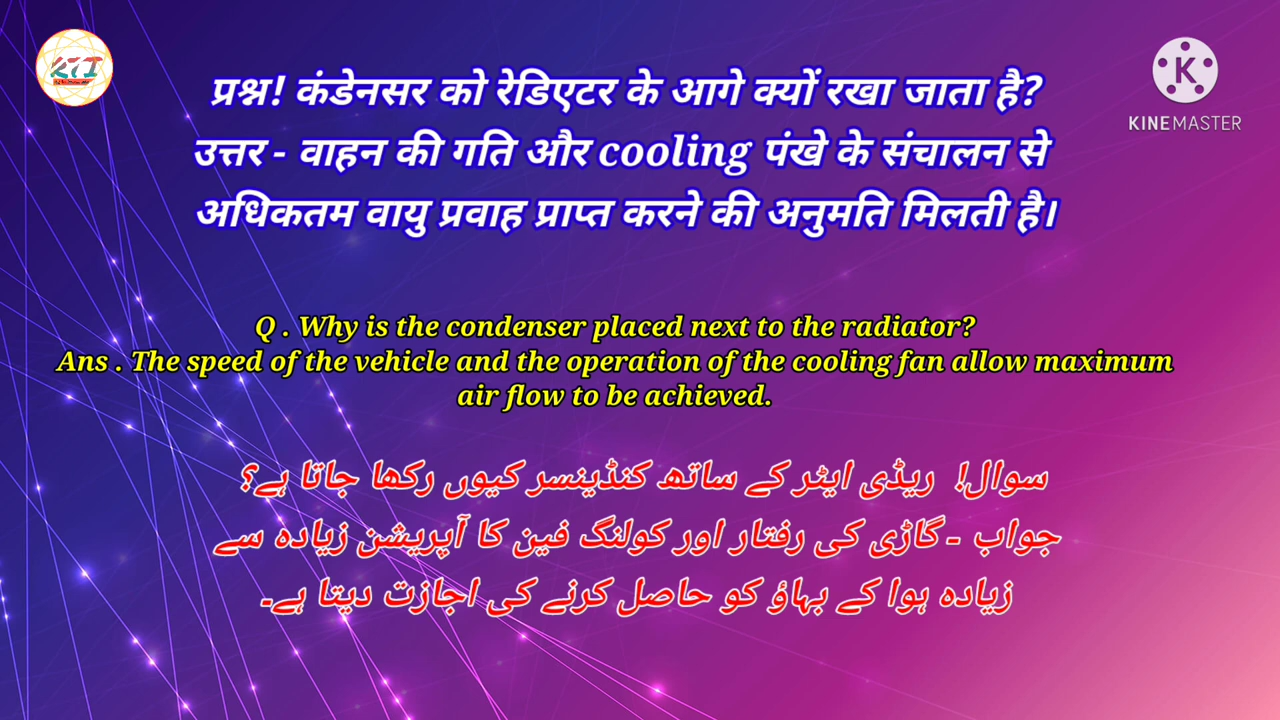 KTI
KINEMASTER
प्रश्न! कंडेनसर को रेडिएटर के आगे क्यों रखा जाता है?
उत्तर - वाहन की गति और cooling पंखे के संचालन से
अधिकतम वायु प्रवाह प्राप्त करने की अनुमति मिलती है।
Q . Why is the condenser placed next to the radiator?
Ans . The speed of the vehicle and the operation of the cooling fan allow maximum
air flow to be achieved.
سوال! ریڈی ایٹر کے ساتھ کنڈینسر کیوں رکھا جاتا ہے؟
جواب - گاڑی کی رفتار اور کولنگ فین کا آپریشن زیادہ سے
زیادہ ہوا کے بہاؤ کو حاصل کرنے کی اجازت دیتا ہے۔